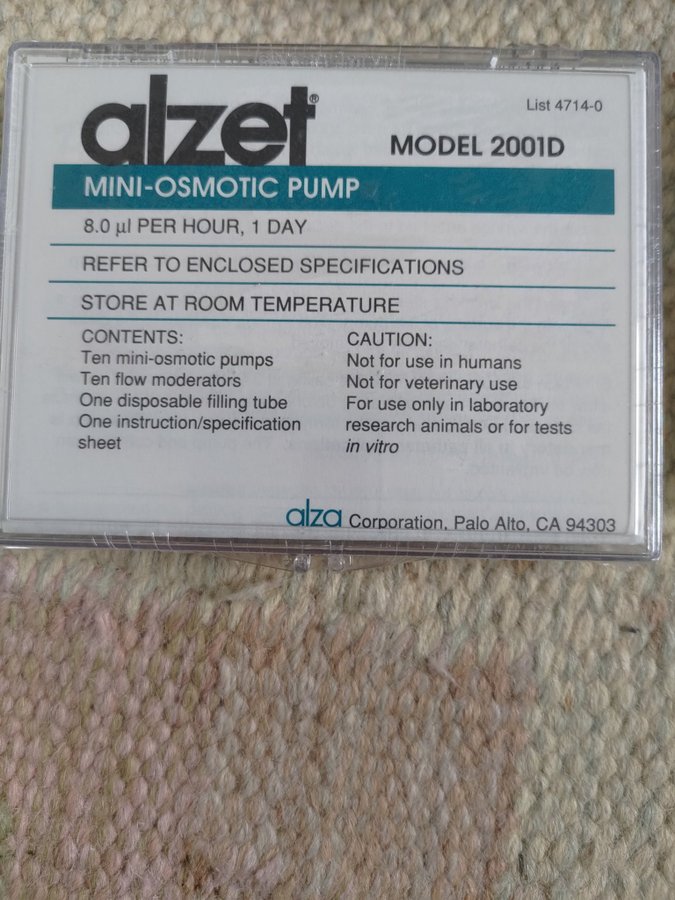 alzet®
List 4714-0
MODEL 2001D
MINI-OSMOTIC PUMP
8.0 µl PER HOUR, 1 DAY
REFER TO ENCLOSED SPECIFICATIONS
STORE AT ROOM TEMPERATURE
CONTENTS:
Ten mini-osmotic pumps
Ten flow moderators
One disposable filling tube
One instruction/specification
sheet
CAUTION:
Not for use in humans
Not for veterinary use
For use only in laboratory
research animals or for tests
in vitro
alza Corporation, Palo Alto, CA 94303